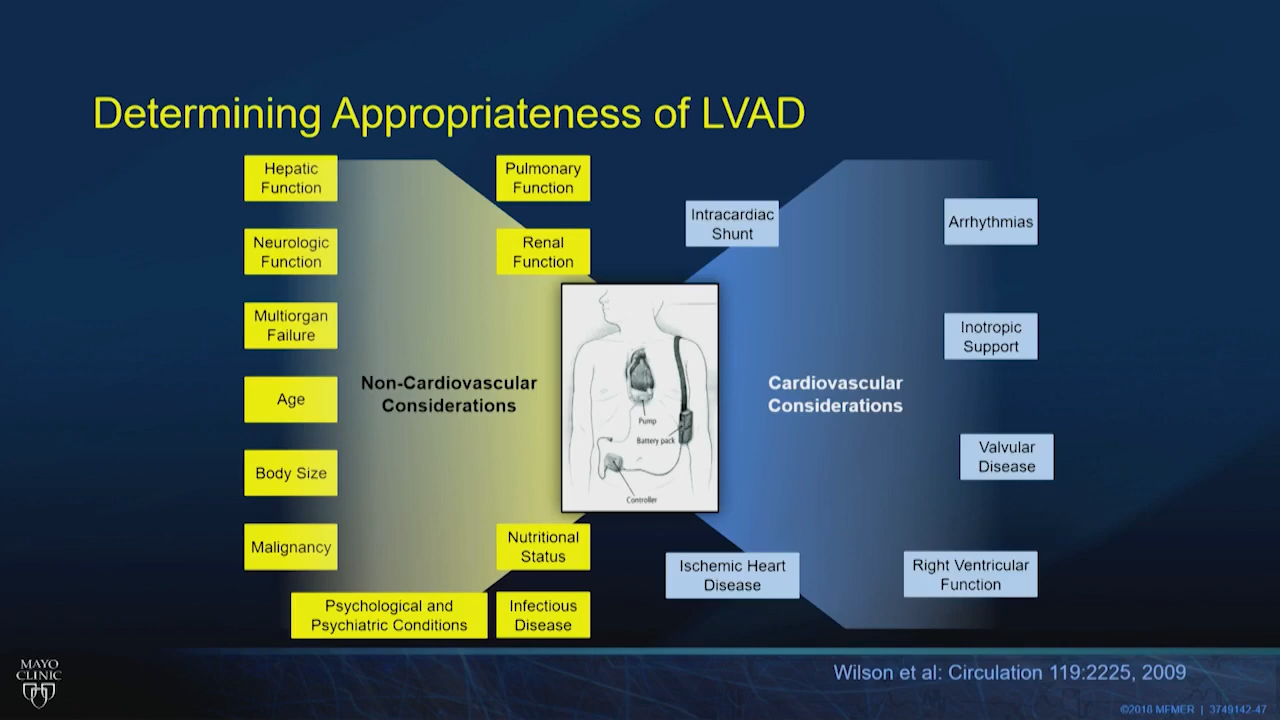 Determining Appropriateness of LVAD
Hepatic
Function
Pulmonary
Function
Neurologic
Function
Renal
Function
Multiorgan
Failure
Age
Body Size
Malignancy
Nutritional
Status
Psychological and
Psychiatric Conditions
Infectious
Disease
Non-Cardiovascular
Considerations
Pump
Battery pack
Controller
Cardiovascular
Considerations
Intracardiac
Shunt
Arrhythmias
Inotropic
Support
Valvular
Disease
Ischemic Heart
Disease
Right Ventricular
Function
MAYO
CLINIC
Wilson et al: Circulation 119:2225, 2009
©2018 MFMER | 3749142-47